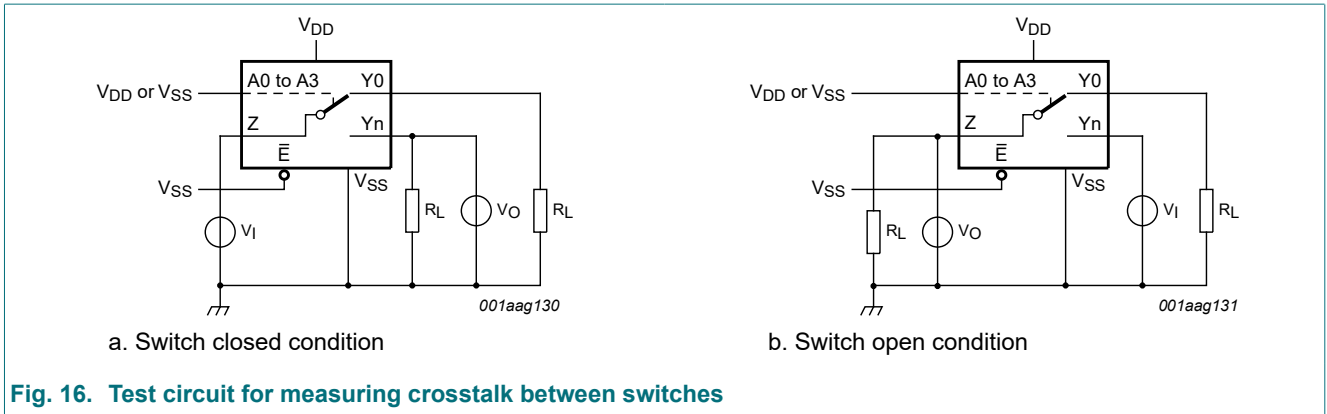 VDD
A0 to A3 Y0
VDD or VSS
Z Yn
E̅
VSS VSS
RL VO RL
VI
001aag130
a. Switch closed condition
VDD
A0 to A3 Y0
VDD or VSS
Z Yn
E̅
VSS VSS
RL VO VI RL
001aag131
b. Switch open condition
Fig. 16. Test circuit for measuring crosstalk between switches